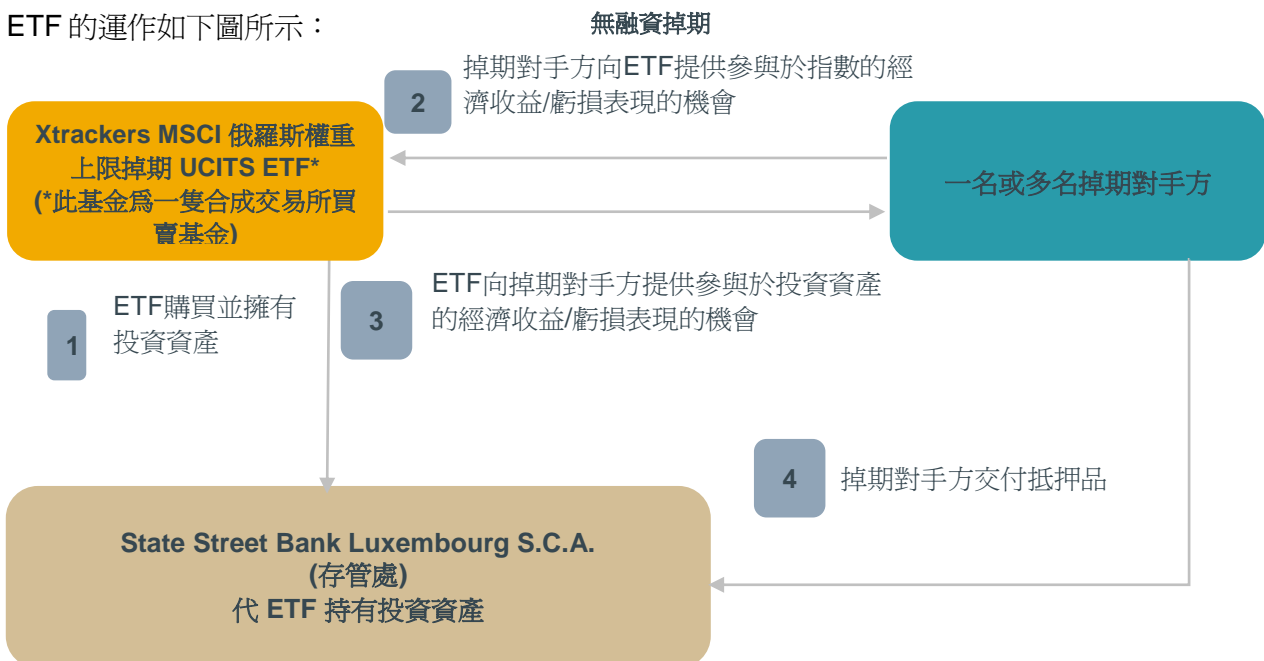 ETF 的運作如下圖所示：
無融資掉期
掉期對手方向ETF提供參與於指數的經
濟收益/虧損表現的機會
2
Xtrackers MSCI 俄羅斯權重
上限掉期 UCITS ETF*
(*此基金爲一隻合成交易所買
賣基金)
一名或多名掉期對手方
ETF購買並擁有
投資資產
1
ETF向掉期對手方提供參與於投資資產
的經濟收益/虧損表現的機會
3
4
掉期對手方交付抵押品
State Street Bank Luxembourg S.C.A.
(存管處)
代 ETF 持有投資資產